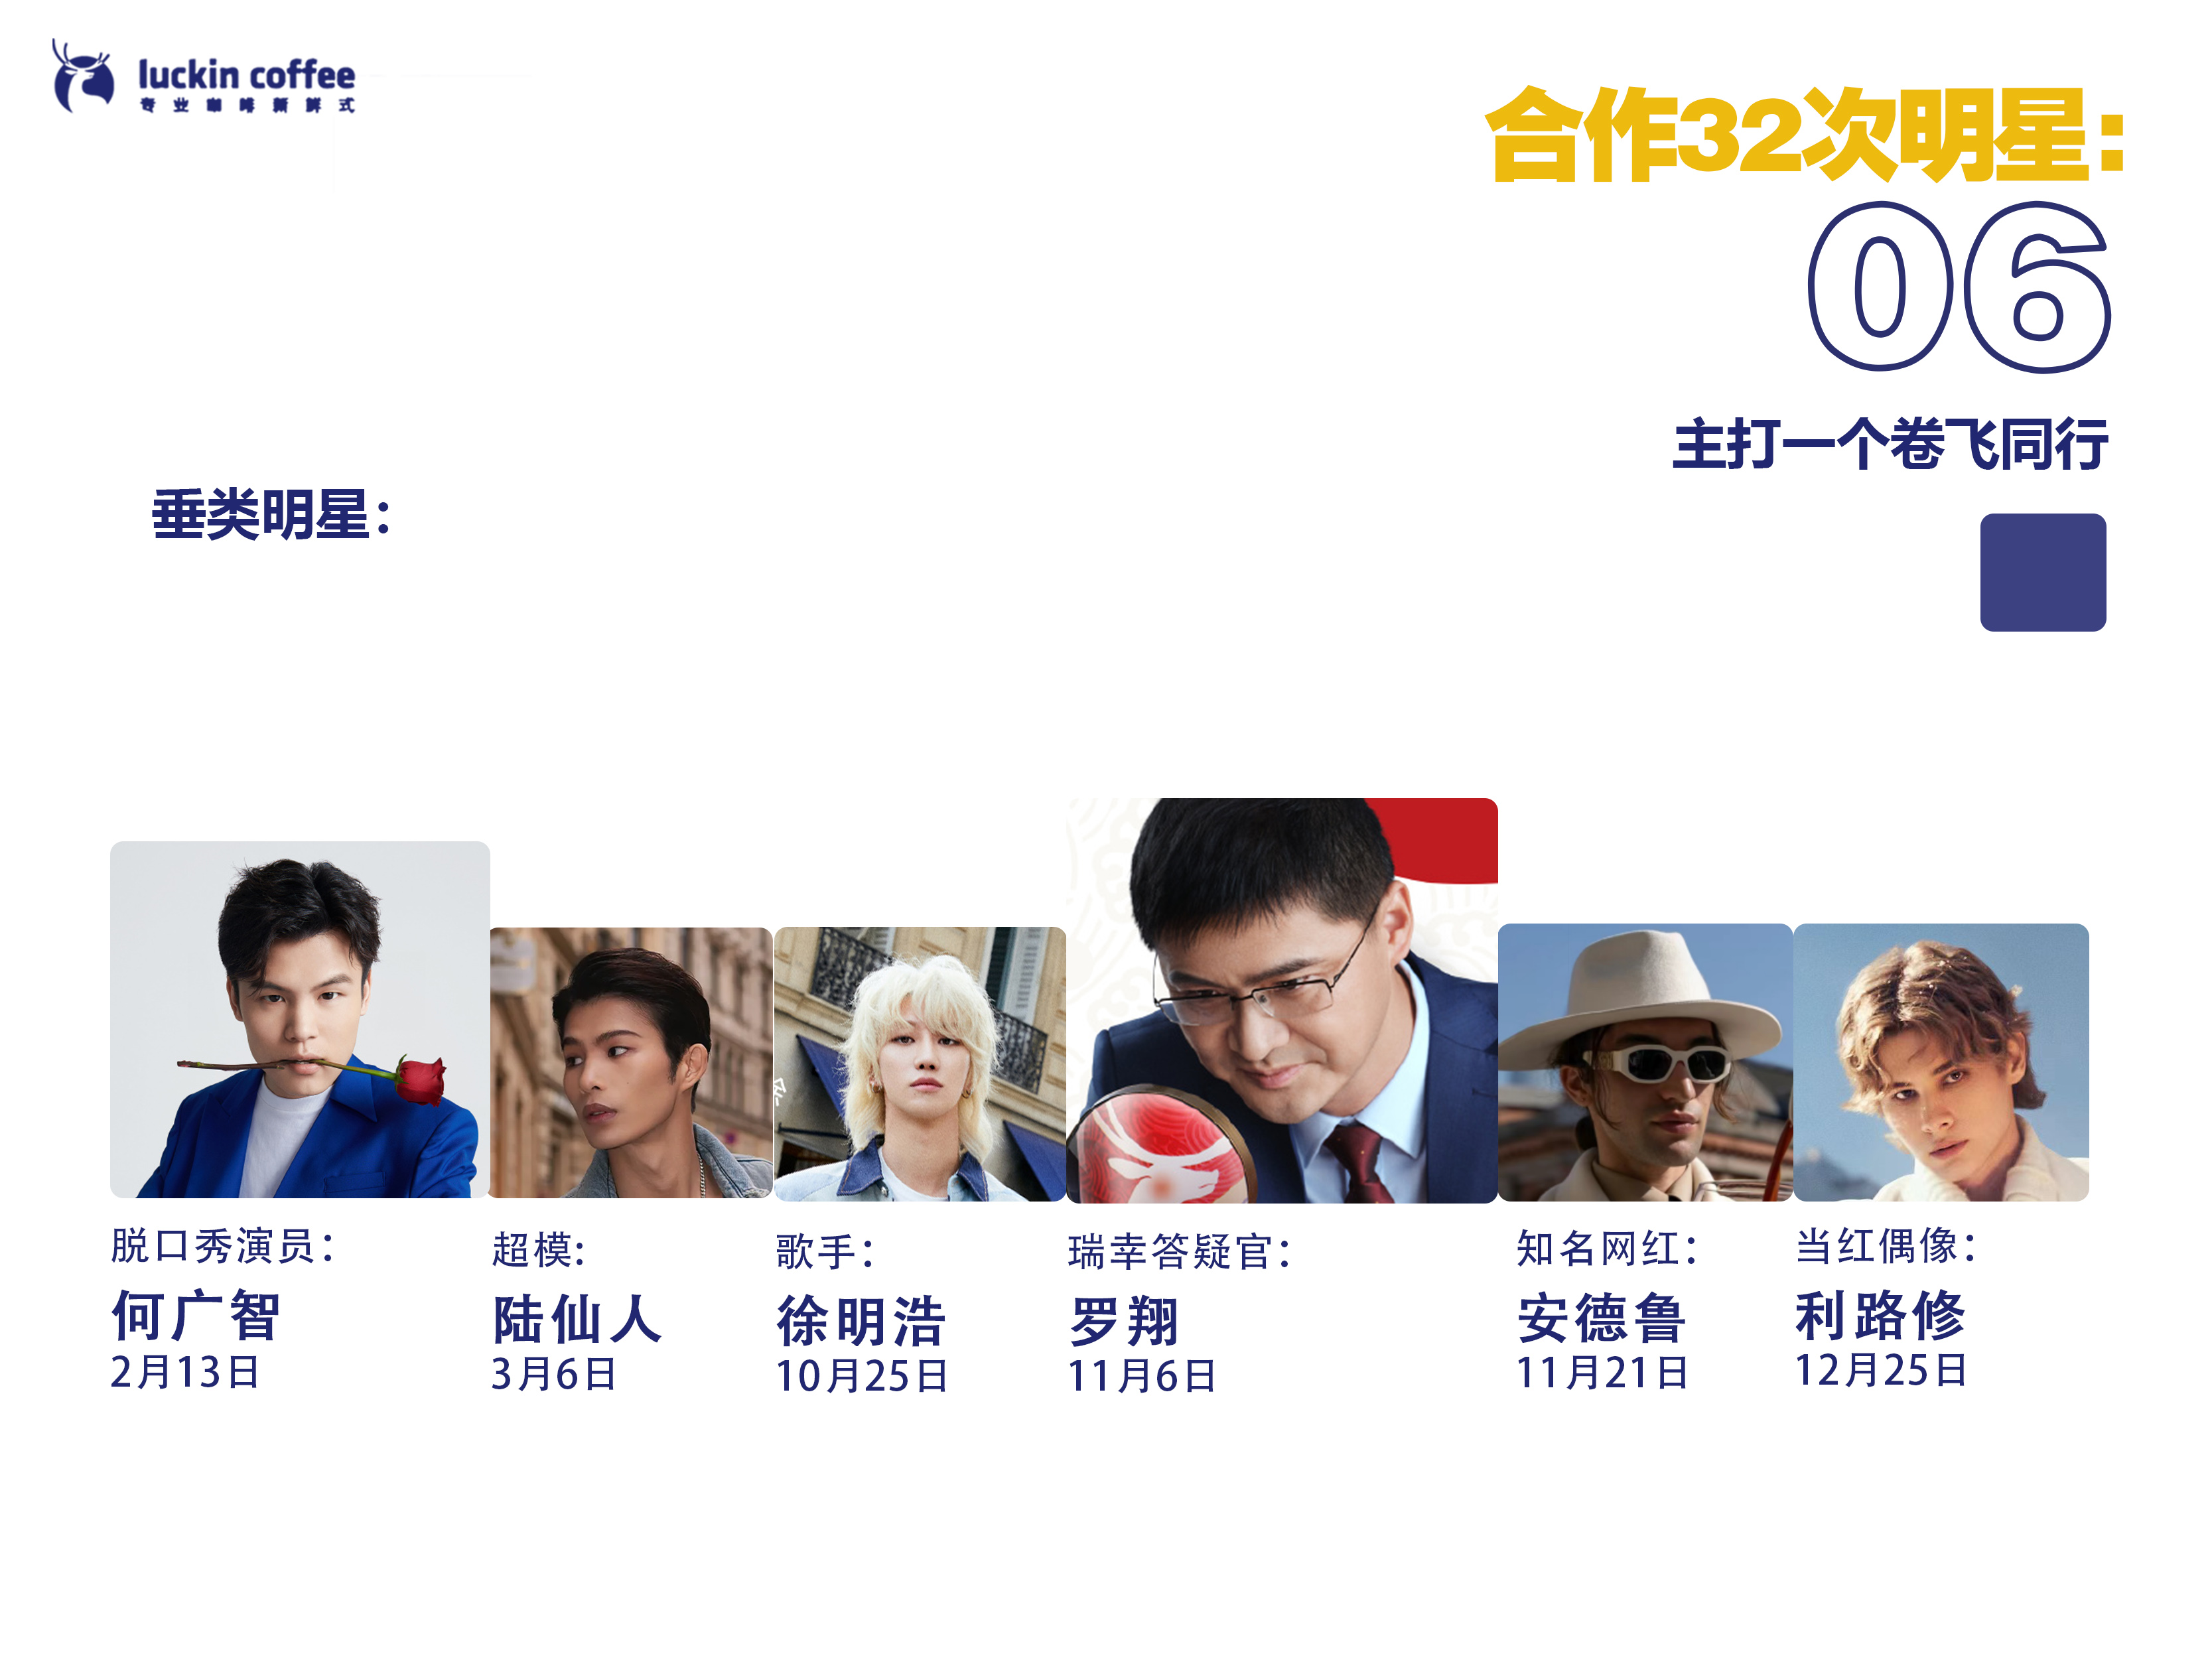 luckin coffee
专业咖啡新鲜式
合作32次明星：
06
主打一个卷飞同行
垂类明星：
脱口秀演员：
何广智
2月13日
超模：
陆仙人
3月6日
歌手：
徐明浩
10月25日
瑞幸答疑官：
罗翔
11月6日
知名网红：
安德鲁
11月21日
当红偶像：
利路修
12月25日